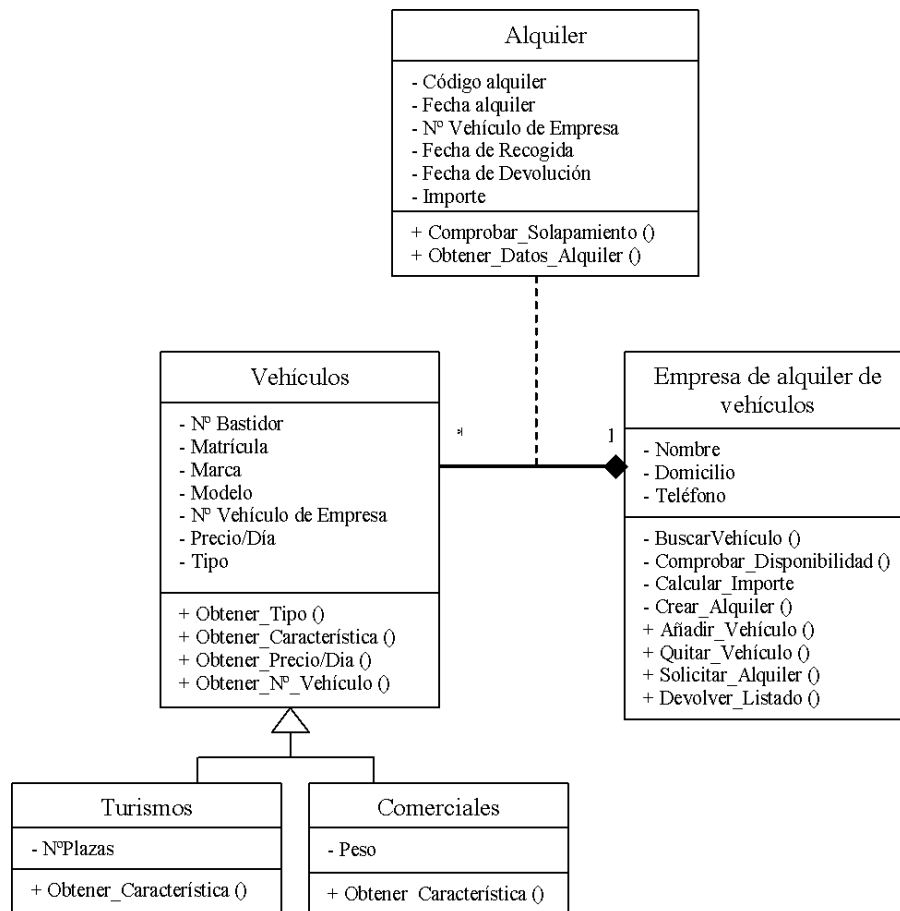 Alquiler
- Código alquiler
- Fecha alquiler
- Nº Vehículo de Empresa
- Fecha de Recogida
- Fecha de Devolución
- Importe
+ Comprobar_Solapamiento ()
+ Obtener_Datos_Alquiler ()
Vehículos
- Nº Bastidor
- Matrícula
- Marca
- Modelo
- Nº Vehículo de Empresa
- Precio/Día
- Tipo
+ Obtener_Tipo ()
+ Obtener_Característica ()
+ Obtener_Precio/Dia ()
+ Obtener_Nº_Vehículo ()
* 1
Empresa de alquiler de
vehículos
- Nombre
- Domicilio
- Teléfono
- BuscarVehículo ()
- Comprobar_Disponibilidad ()
- Calcular_Importe
- Crear_Alquiler ()
+ Añadir_Vehículo ()
+ Quitar_Vehículo ()
+ Solicitar_Alquiler ()
+ Devolver_Listado ()
Turismos
- NºPlazas
+ Obtener_Característica ()
Comerciales
- Peso
+ Obtener_Característica ()